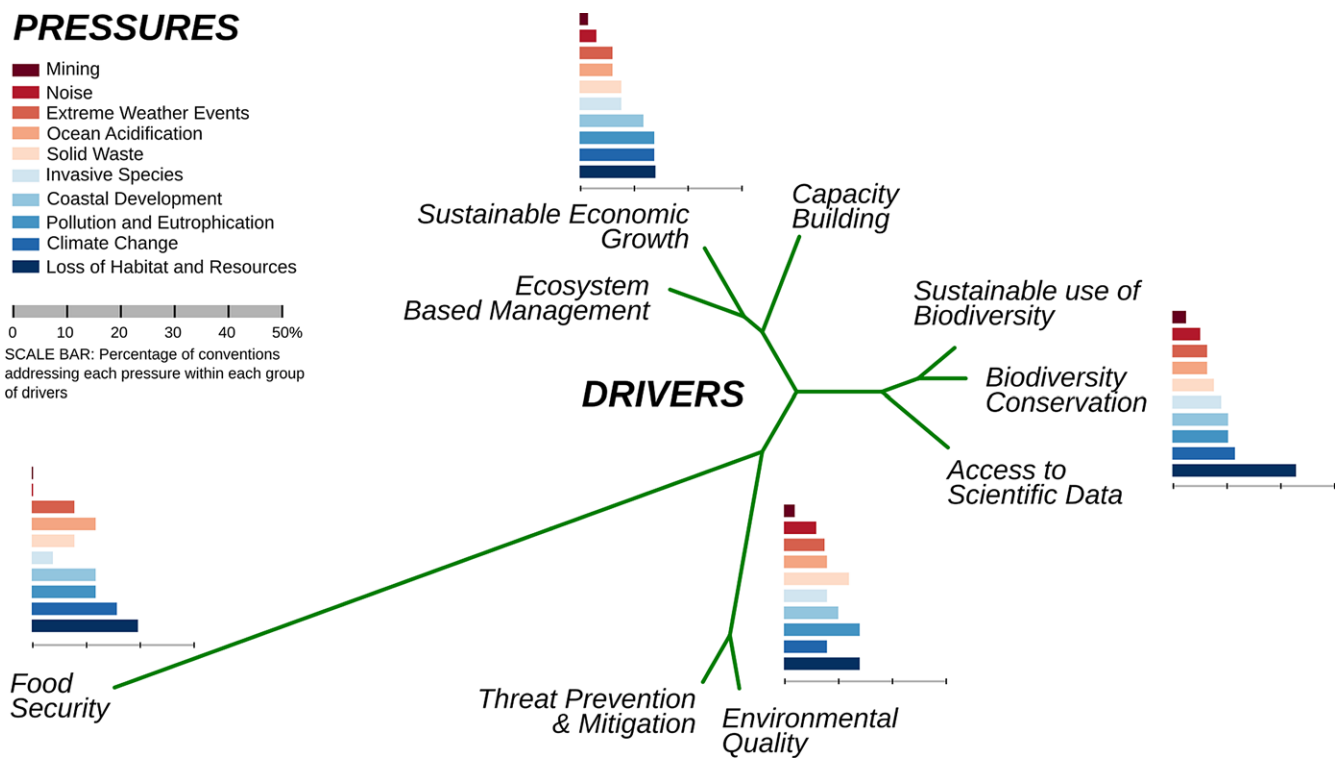 PRESSURES
Mining
Noise
Extreme Weather Events
Ocean Acidification
Solid Waste
Invasive Species
Coastal Development
Pollution and Eutrophication
Climate Change
Loss of Habitat and Resources
0 10 20 30 40 50%
SCALE BAR: Percentage of conventions
addressing each pressure within each group
of drivers
Sustainable Economic
Growth
Capacity
Building
Ecosystem
Based Management
Sustainable use of
Biodiversity
DRIVERS
Biodiversity
Conservation
Access to
Scientific Data
Food
Security
Threat Prevention
& Mitigation
Environmental
Quality